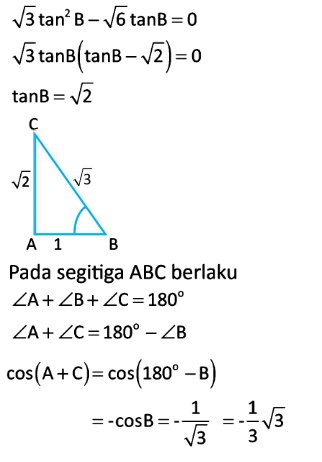 √3 tan² B − √6 tanB = 0
√3 tanB(tanB − √2) = 0
tanB = √2
C
√2 √3
A 1 B
Pada segitiga ABC berlaku
∠A + ∠B + ∠C = 180°
∠A + ∠C = 180° − ∠B
cos(A + C) = cos(180° − B)
= -cosB = -1/√3 = -1/3 √3